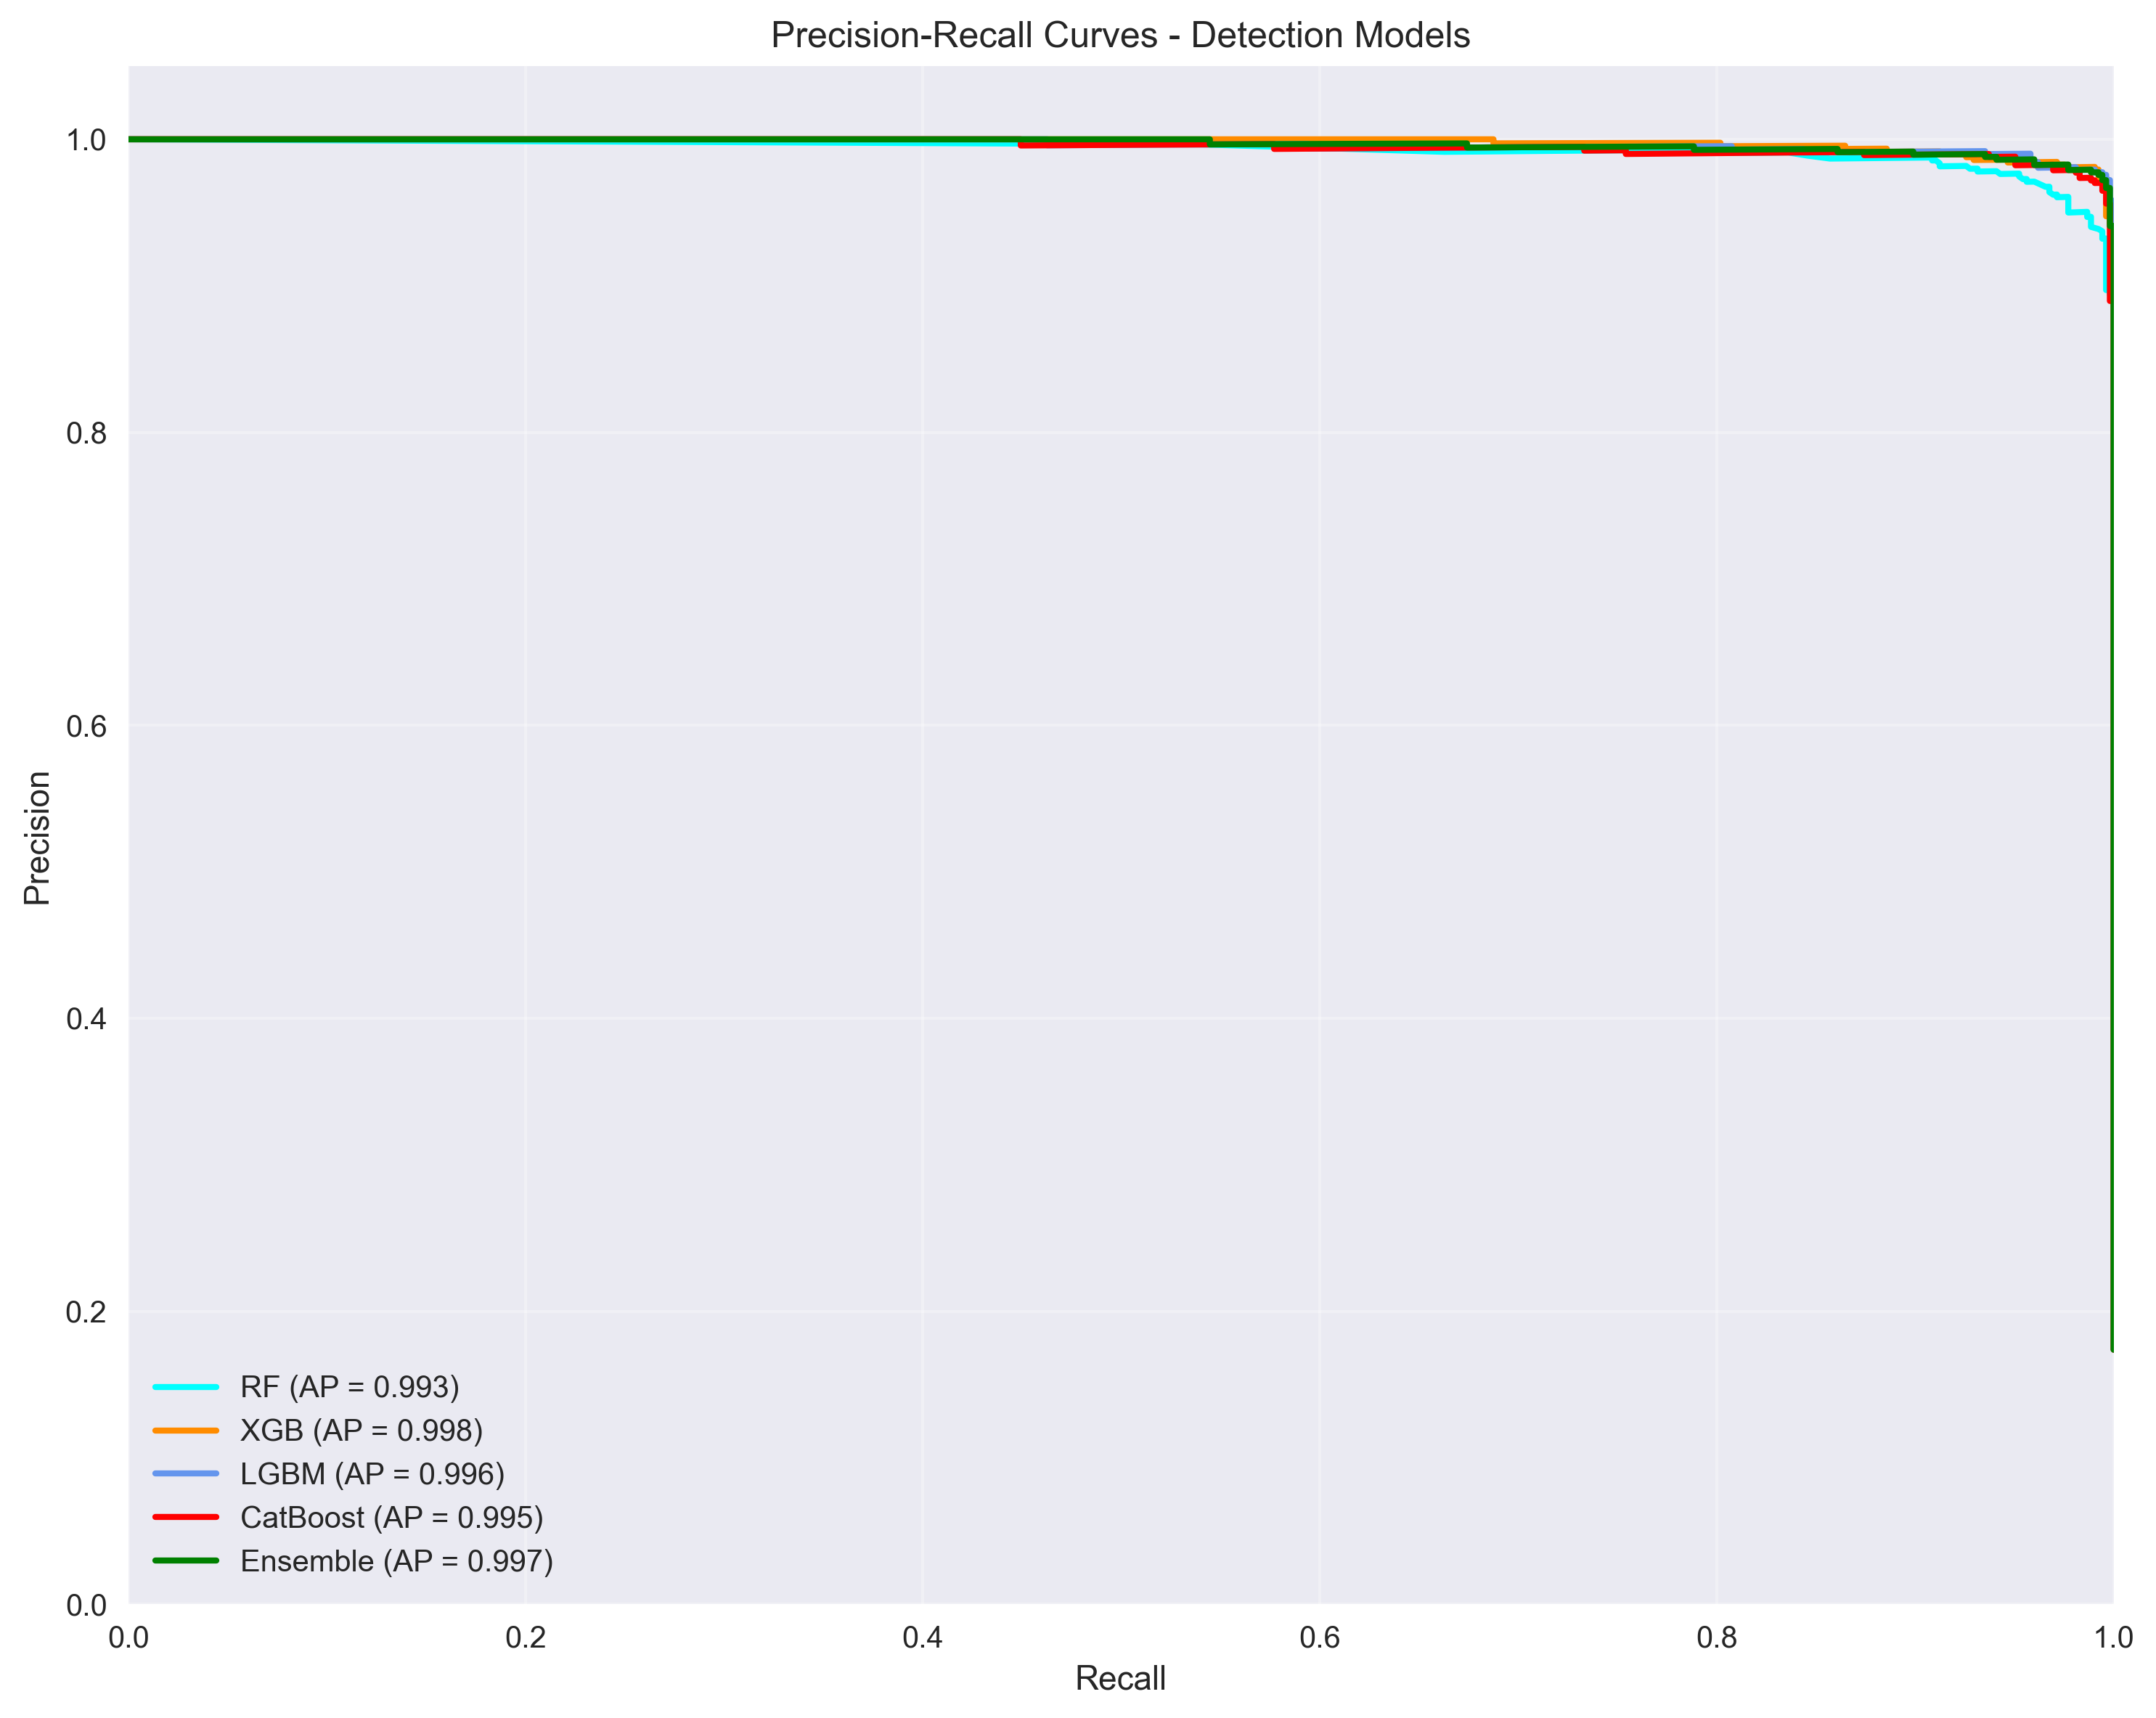 Precision-Recall Curves - Detection Models
Precision
1.0
0.8
0.6
0.4
0.2
0.0
RF (AP = 0.993)
XGB (AP = 0.998)
LGBM (AP = 0.996)
CatBoost (AP = 0.995)
Ensemble (AP = 0.997)
0.0 0.2 0.4 0.6 0.8 1.0
Recall